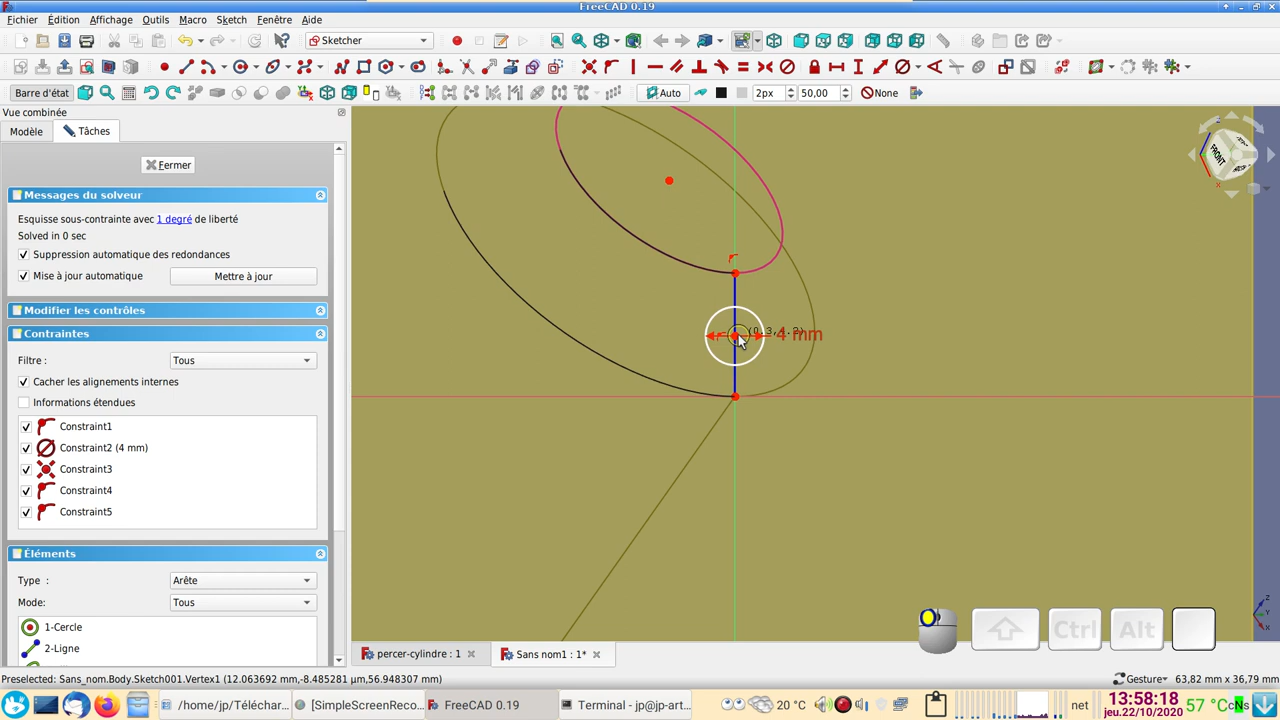 FreeCAD 0.19
Fichier Édition Affichage Outils Macro Sketch Fenêtre Aide
Sketcher
Barre d'état Auto 2px 50,00 None
Vue combinée
Modèle Tâches
Fermer
Messages du solveur
Esquisse sous-contrainte avec 1 degré de liberté
Solved in 0 sec
Suppression automatique des redondances
Mise à jour automatique Mettre à jour
Modifier les contrôles
Contraintes
Filtre : Tous
Cacher les alignements internes
Informations étendues
Constraint1
Constraint2 (4 mm)
Constraint3
Constraint4
Constraint5
Éléments
Type : Arête
Mode: Tous
1-Cercle
2-Ligne
4 mm
FRONT
Z
Y
X
Ctrl Alt
percer-cylindre : 1 Sans nom1 : 1*
Preselected: Sans_nom.Body.Sketch001.Vertex1 (12.063692 mm,-8.485281 µm,56.948307 mm) Gesture 63,82 mm x 36,79 mm
/home/jp/Téléchar... [SimpleScreenReco... FreeCAD 0.19 Terminal - jp@jp-art... 20 °C net 13:58:18 jeu.22/10/2020 57 °C cNs